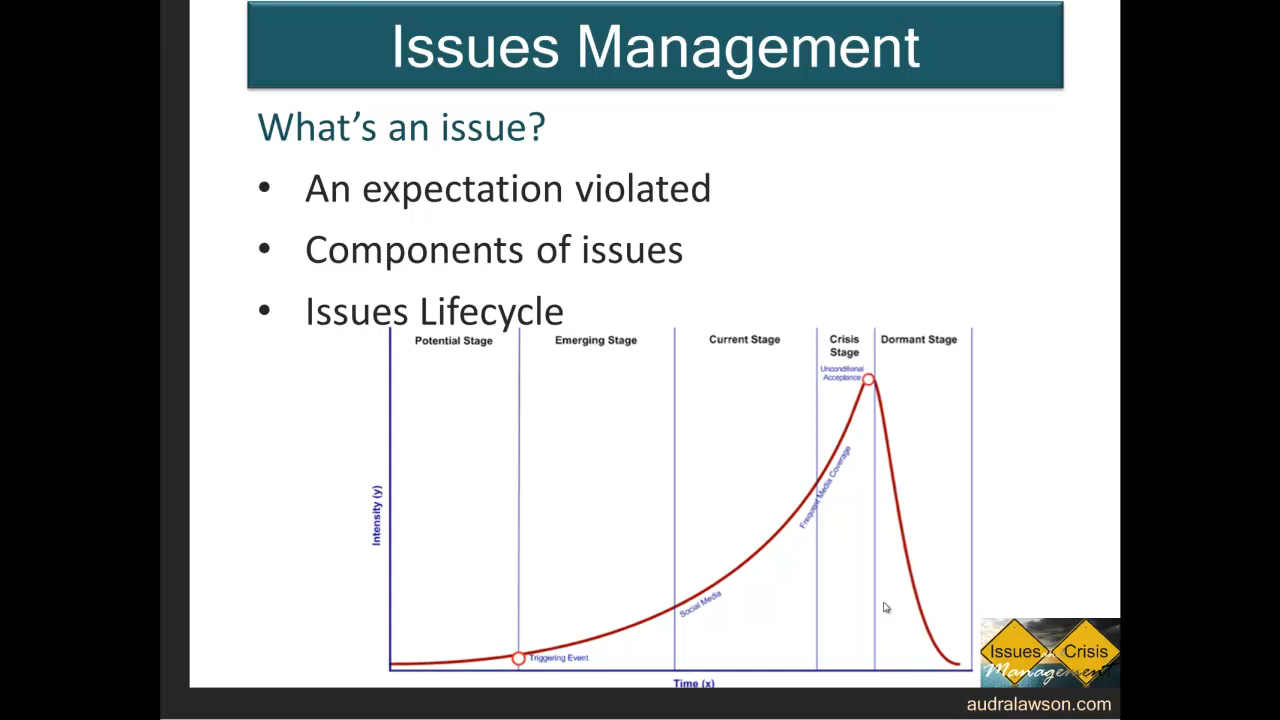 Issues Management
What's an issue?
• An expectation violated
• Components of issues
• Issues Lifecycle
Potential Stage
Emerging Stage
Current Stage
Crisis
Stage
Dormant Stage
Unconditional
Acceptance
Frequent Media Coverage
Social Media
Triggering Event
Intensity (y)
Time (x)
Issues Crisis
Management
audralawson.com